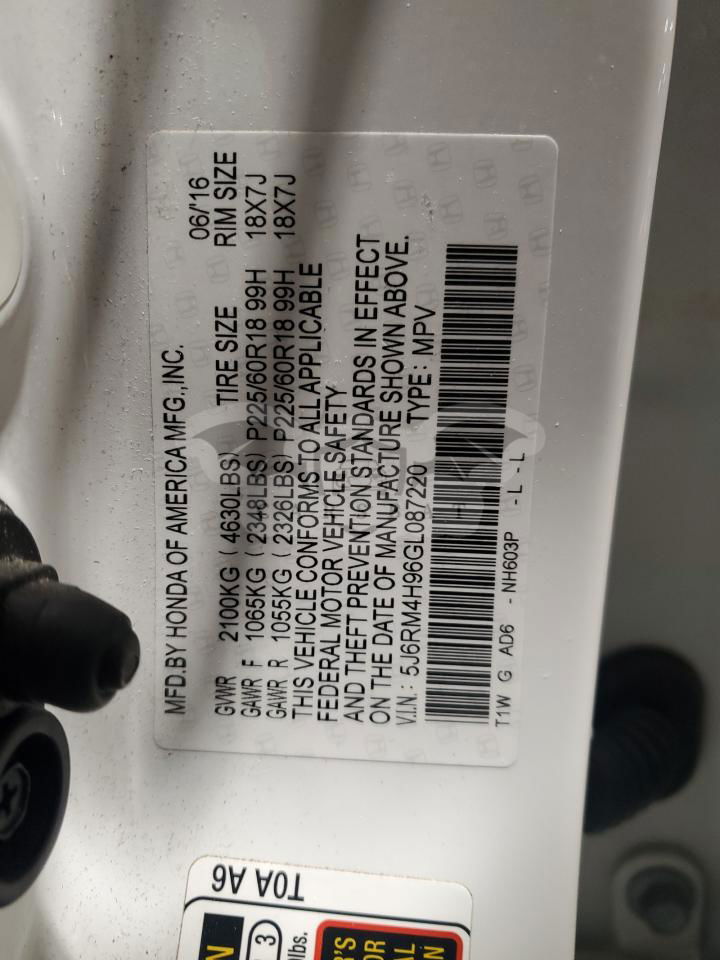 MFD.BY HONDA OF AMERICA MFG.,INC. 06/'16
GVWR 2100KG ( 4630LBS) TIRE SIZE RIM SIZE
GAWR F 1065KG ( 2348LBS) P225/60R18 99H 18X7J
GAWR R 1055KG ( 2326LBS) P225/60R18 99H 18X7J
THIS VEHICLE CONFORMS TO ALL APPLICABLE
FEDERAL MOTOR VEHICLE SAFETY
AND THEFT PREVENTION STANDARDS IN EFFECT
ON THE DATE OF MANUFACTURE SHOWN ABOVE.
V.I.N.: 5J6RM4H96GL087220 TYPE: MPV
T1W G AD6 - NH603P - L - L
T0A A6
3
lbs.